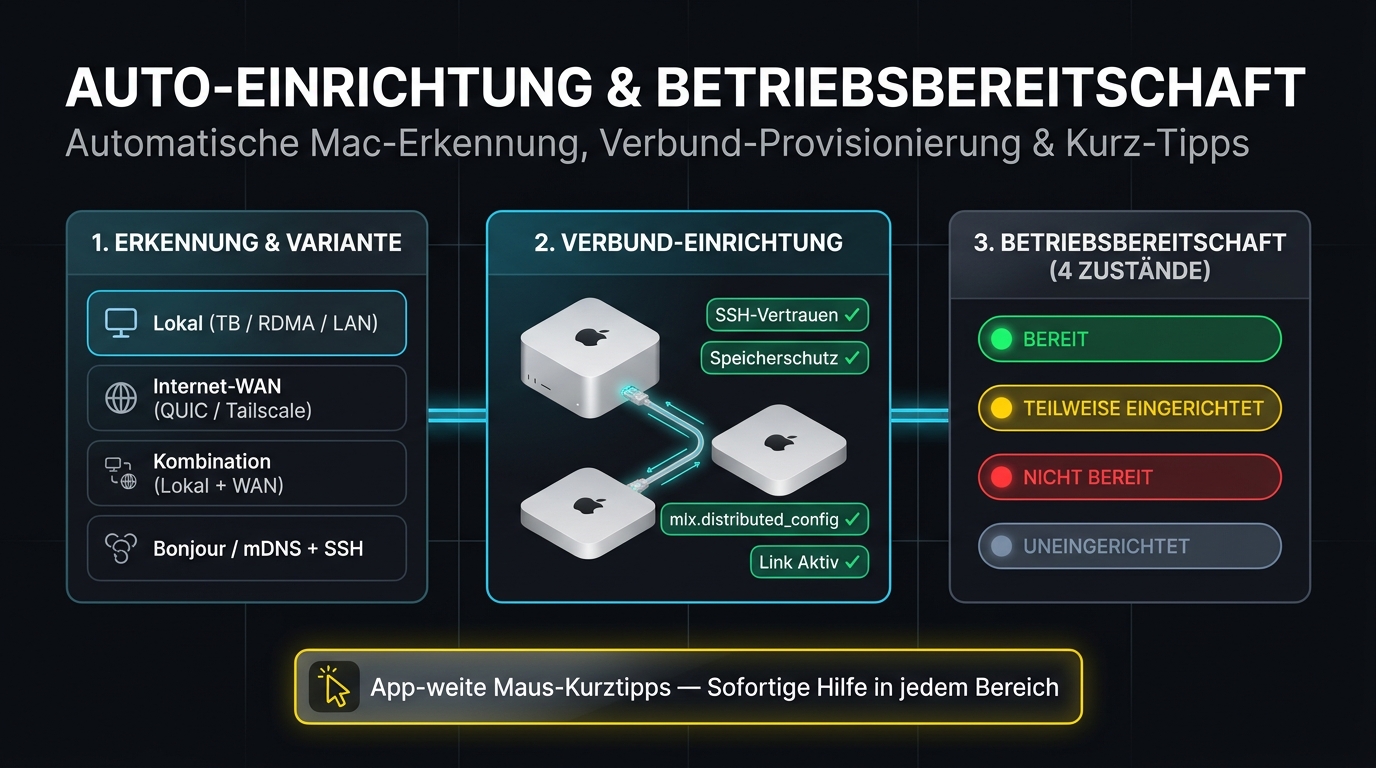 AUTO-EINRICHTUNG & BETRIEBSBEREITSCHAFT
Automatische Mac-Erkennung, Verbund-Provisionierung & Kurz-Tipps
1. ERKENNUNG & VARIANTE
Lokal (TB / RDMA / LAN)
Internet-WAN
(QUIC / Tailscale)
Kombination
(Lokal + WAN)
Bonjour / mDNS + SSH
2. VERBUND-EINRICHTUNG
SSH-Vertrauen
Speicherschutz
mlx.distributed_config
Link Aktiv
3. BETRIEBSBEREITSCHAFT
(4 ZUSTÄNDE)
BEREIT
TEILWEISE EINGERICHTET
NICHT BEREIT
UNEINGERICHTET
App-weite Maus-Kurztipps — Sofortige Hilfe in jedem Bereich